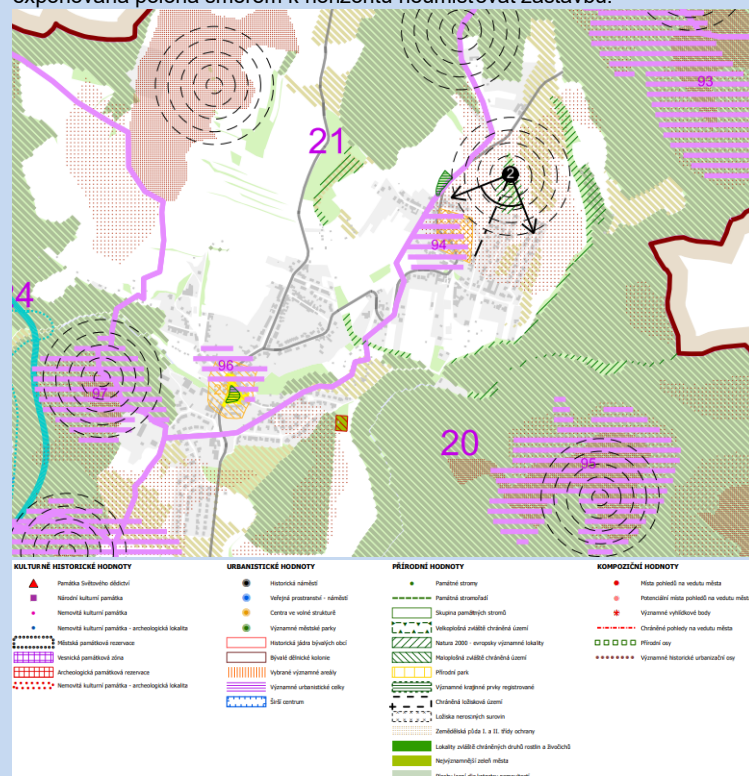 exponovaná poloha směrem k horizontu neumisťovat zástavbu.
93
21
2
94
4
96
97
20
95
KULTURNĚ HISTORICKÉ HODNOTY
Památka Světového dědictví
Národní kulturní památka
Nemovitá kulturní památka
Nemovitá kulturní památka - archeologická lokalita
Městská památková rezervace
Vesnická památková zóna
Archeologická památková rezervace
Nemovitá kulturní památka - archeologická lokalita
URBANISTICKÉ HODNOTY
Historická náměstí
Veřejná prostranství - náměstí
Centra ve volné struktuře
Významné městské parky
Historická jádra bývalých obcí
Bývalé dělnické kolonie
Vybrané významné areály
Významné urbanistické celky
Širší centrum
PŘÍRODNÍ HODNOTY
Památné stromy
Památná stromořadí
Skupina památných stromů
Velkoplošná zvláště chráněná území
Natura 2000 - evropsky významné lokality
Maloplošná zvláště chráněná území
Přírodní park
Významné krajinné prvky registrované
Chráněná ložisková území
Ložiska nerostných surovin
Zemědělská půda I. a II. třídy ochrany
Lokality zvláště chráněných druhů rostlin a živočichů
Nejvýznamnější zeleň města
KOMPOZIČNÍ HODNOTY
Místa pohledů na vedutu města
Potenciální místa pohledů na vedutu města
Významné vyhlídkové body
Chráněné pohledy na vedutu města
Přírodní osy
Významné historické urbanizační osy